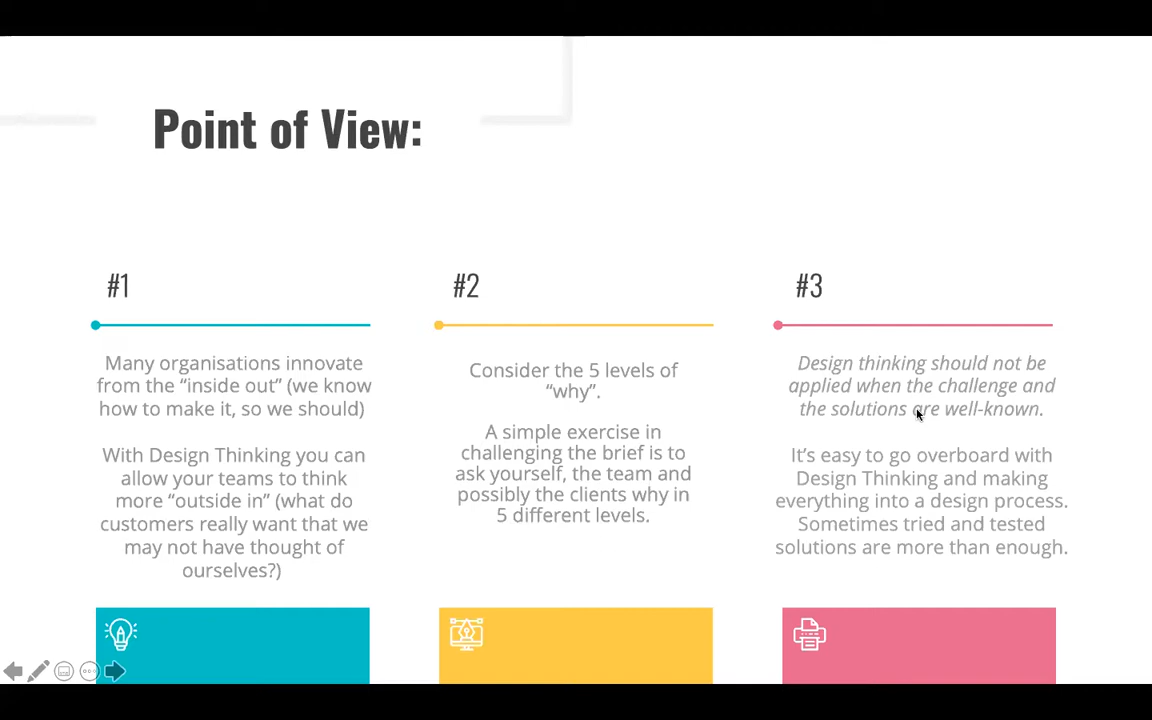 Point of View:
#1
Many organisations innovate
from the “inside out” (we know
how to make it, so we should)
With Design Thinking you can
allow your teams to think
more “outside in” (what do
customers really want that we
may not have thought of
ourselves?)
#2
Consider the 5 levels of
“why”.
A simple exercise in
challenging the brief is to
ask yourself, the team and
possibly the clients why in
5 different levels.
#3
Design thinking should not be
applied when the challenge and
the solutions are well-known.
It’s easy to go overboard with
Design Thinking and making
everything into a design process.
Sometimes tried and tested
solutions are more than enough.